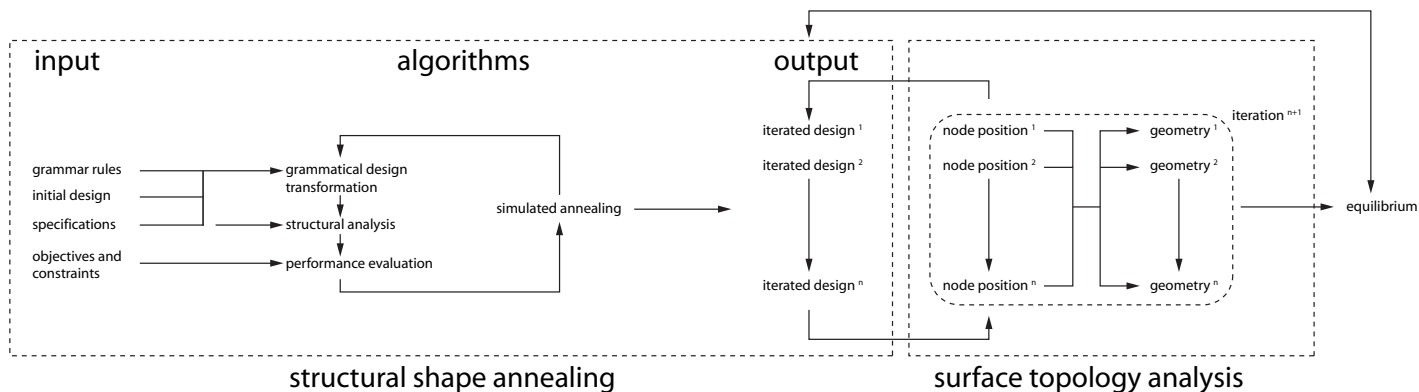 input
algorithms
output
grammar rules
initial design
specifications
objectives and
constraints
grammatical design
transformation
structural analysis
performance evaluation
simulated annealing
iterated design 1
iterated design 2
iterated design n
node position 1
node position 2
node position n
geometry 1
geometry 2
geometry n
iteration n+1
equilibrium
structural shape annealing
surface topology analysis